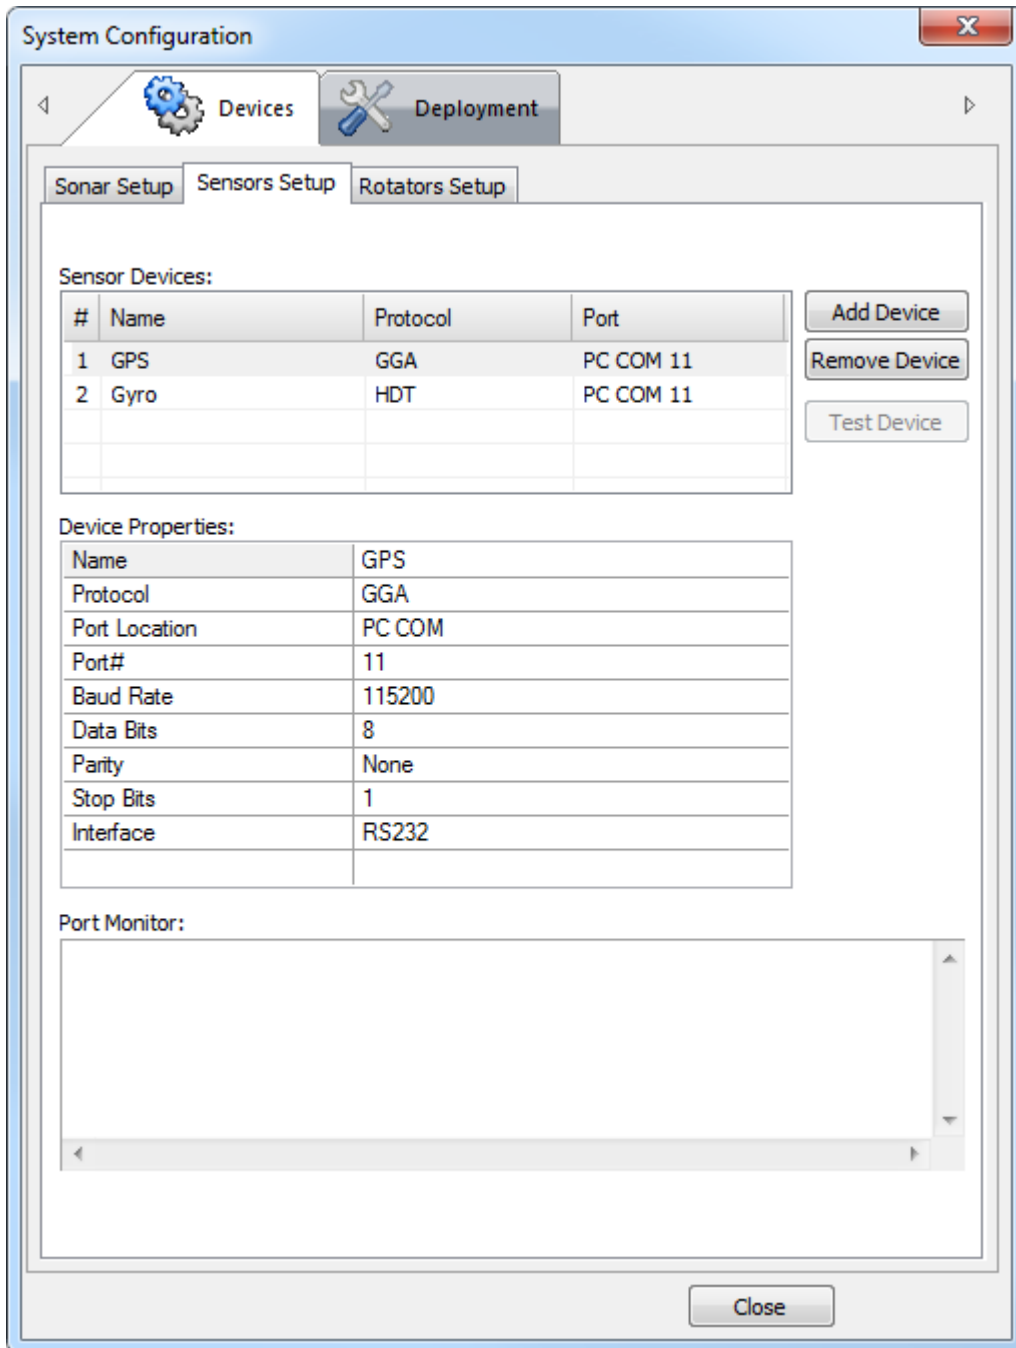 System Configuration
Devices Deployment
Sonar Setup Sensors Setup Rotators Setup
Sensor Devices:
# Name Protocol Port
1 GPS GGA PC COM 11
2 Gyro HDT PC COM 11
Add Device
Remove Device
Test Device
Device Properties:
Name GPS
Protocol GGA
Port Location PC COM
Port# 11
Baud Rate 115200
Data Bits 8
Parity None
Stop Bits 1
Interface RS232
Port Monitor:
Close